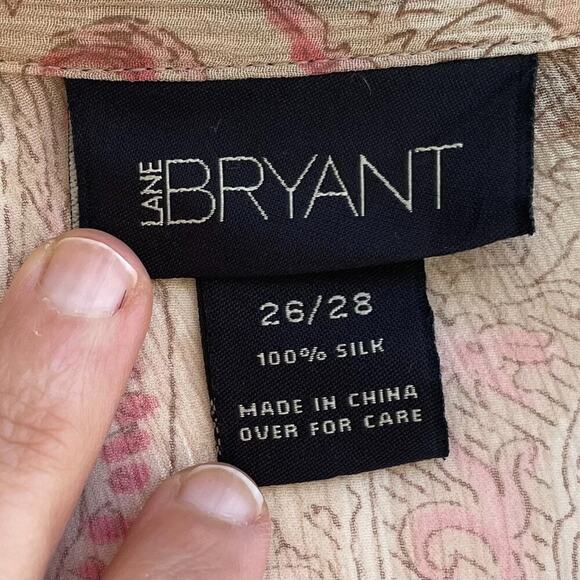 LANE BRYANT
26/28
100% SILK
MADE IN CHINA
OVER FOR CARE